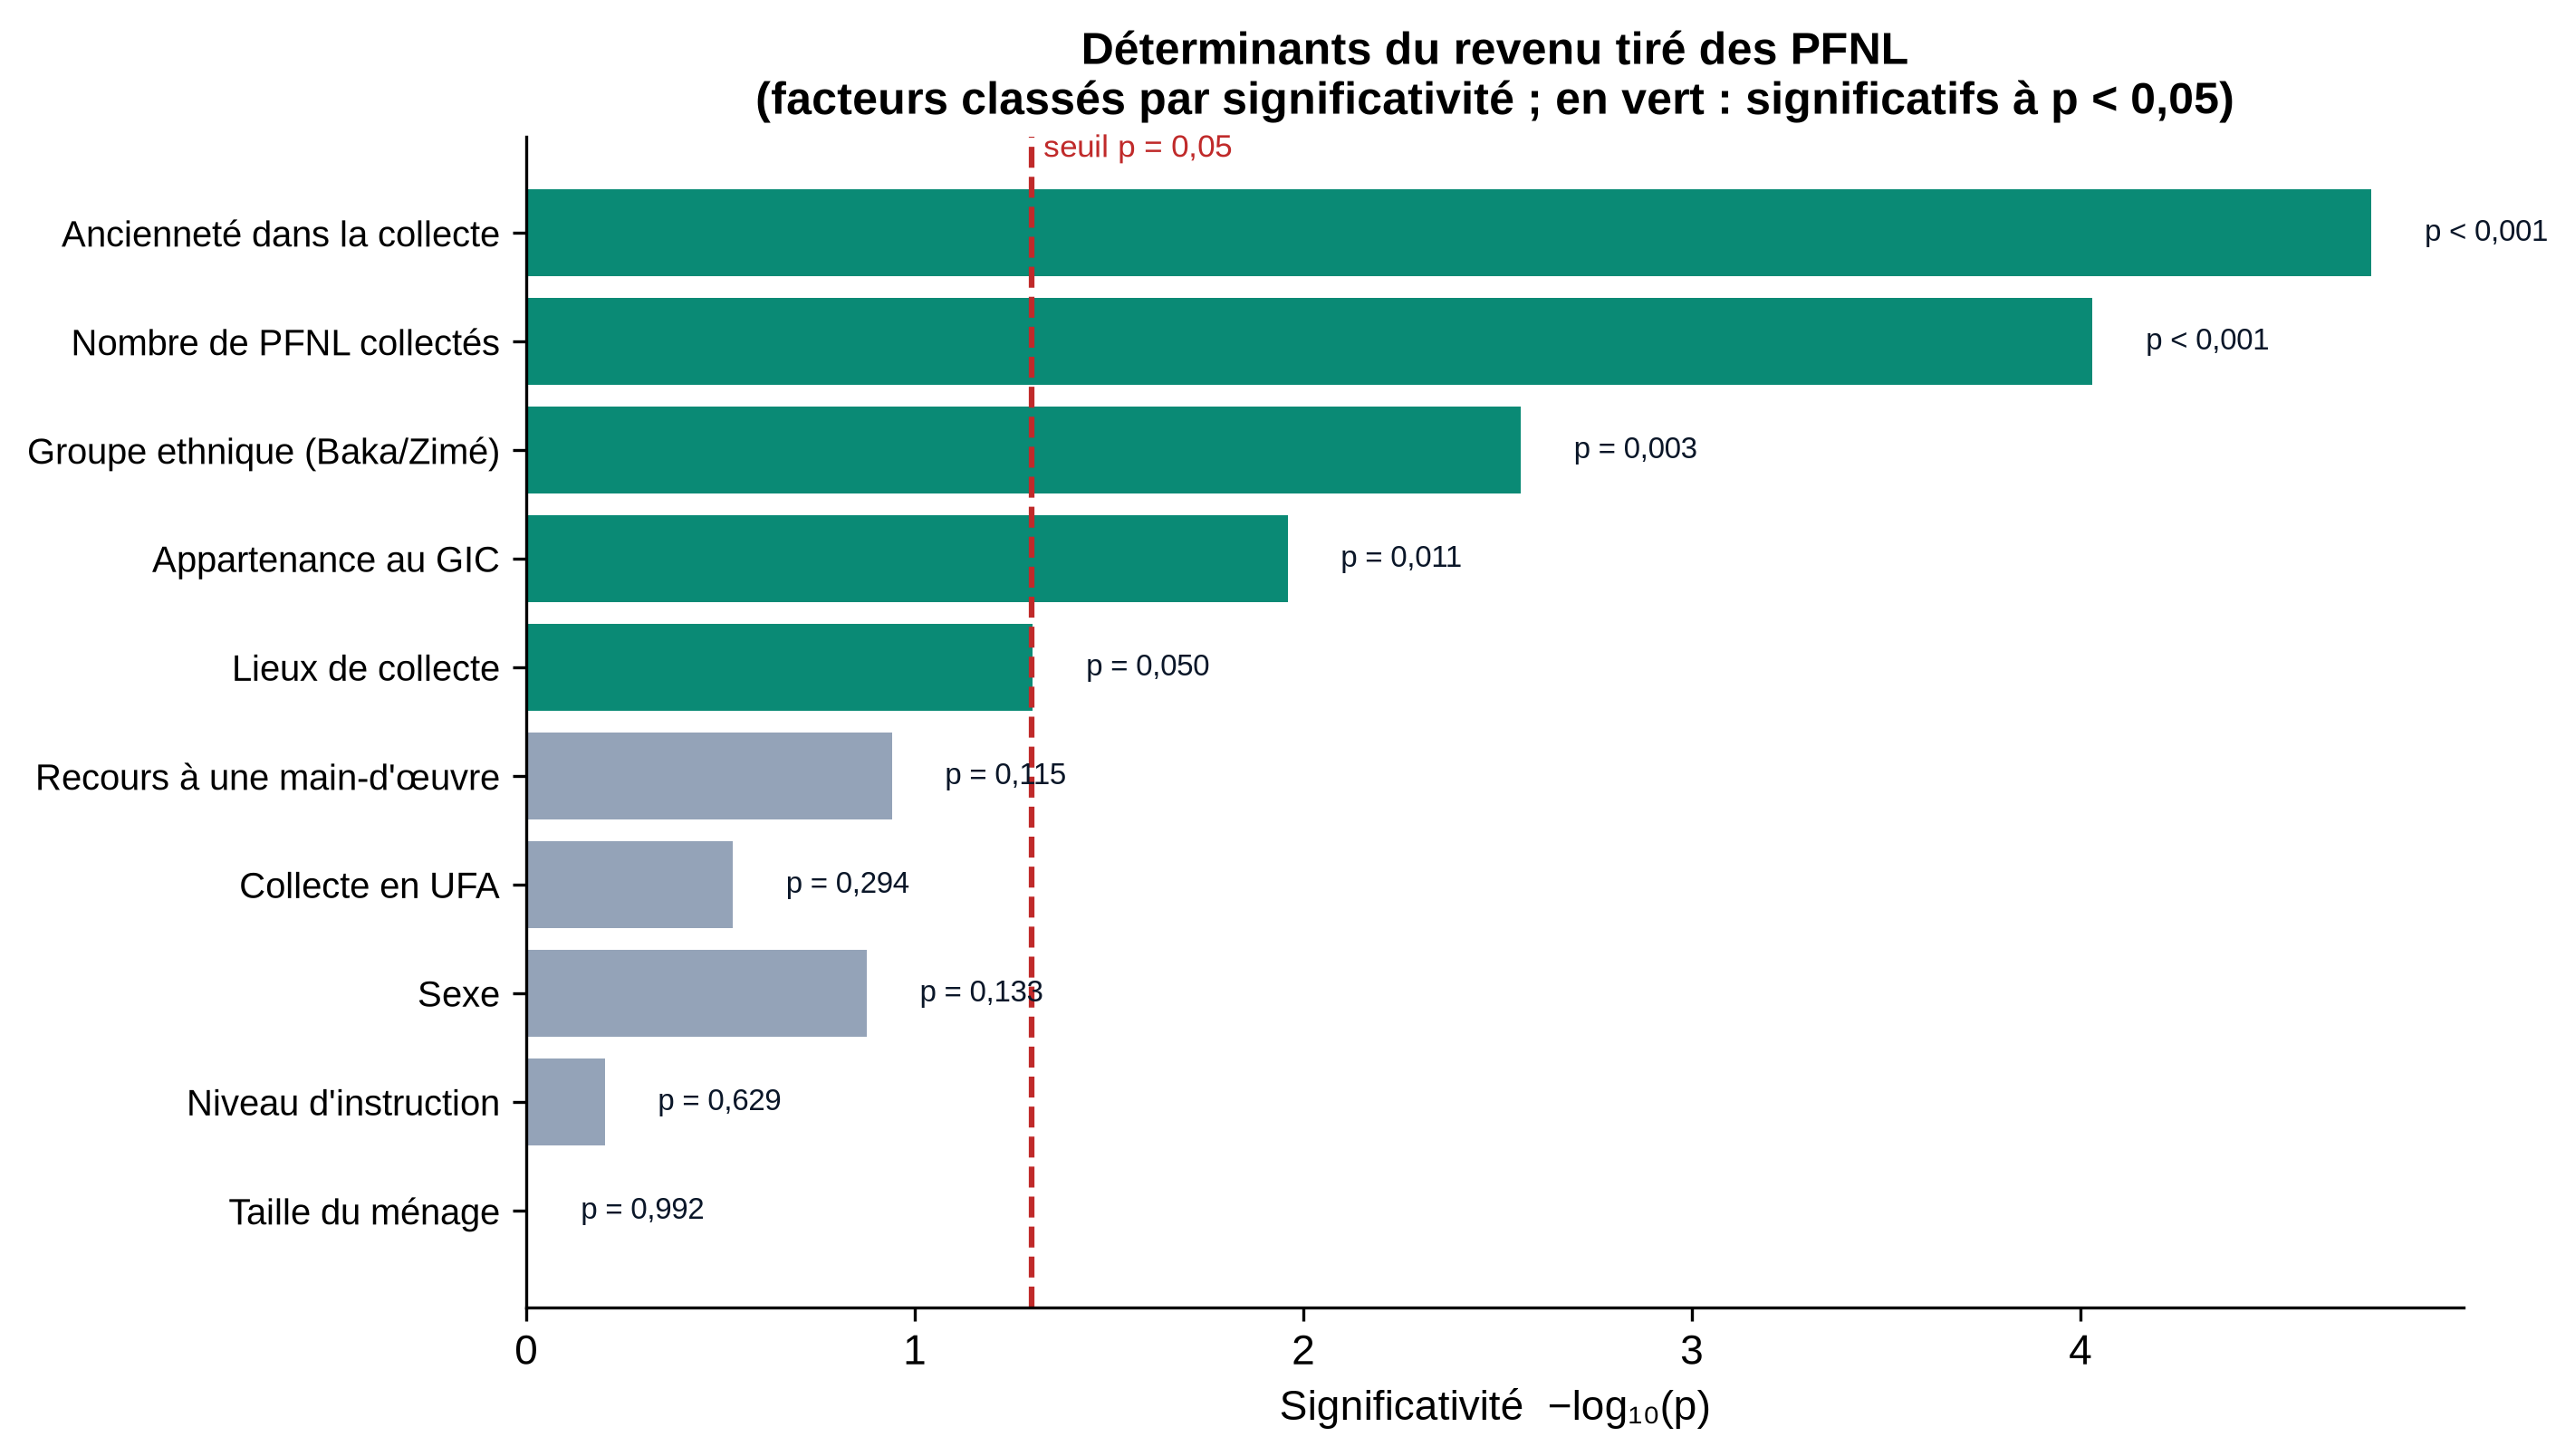 Déterminants du revenu tiré des PFNL
(facteurs classés par significativité ; en vert : significatifs à p < 0,05)
seuil p = 0,05
Ancienneté dans la collecte
p < 0,001
Nombre de PFNL collectés
p < 0,001
Groupe ethnique (Baka/Zimé)
p = 0,003
Appartenance au GIC
p = 0,011
Lieux de collecte
p = 0,050
Recours à une main-d'œuvre
p = 0,115
Collecte en UFA
p = 0,294
Sexe
p = 0,133
Niveau d'instruction
p = 0,629
Taille du ménage
p = 0,992
0 1 2 3 4
Significativité −log₁₀(p)